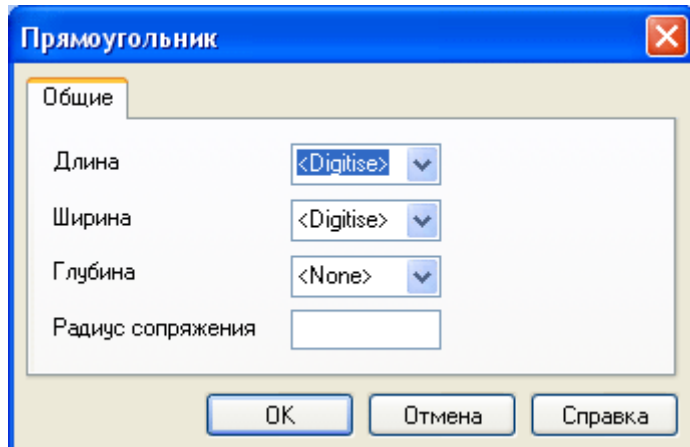 Прямоугольник
Общие
Длина <Digitise>
Ширина <Digitise>
Глубина <None>
Радиус сопряжения
OK Отмена Справка